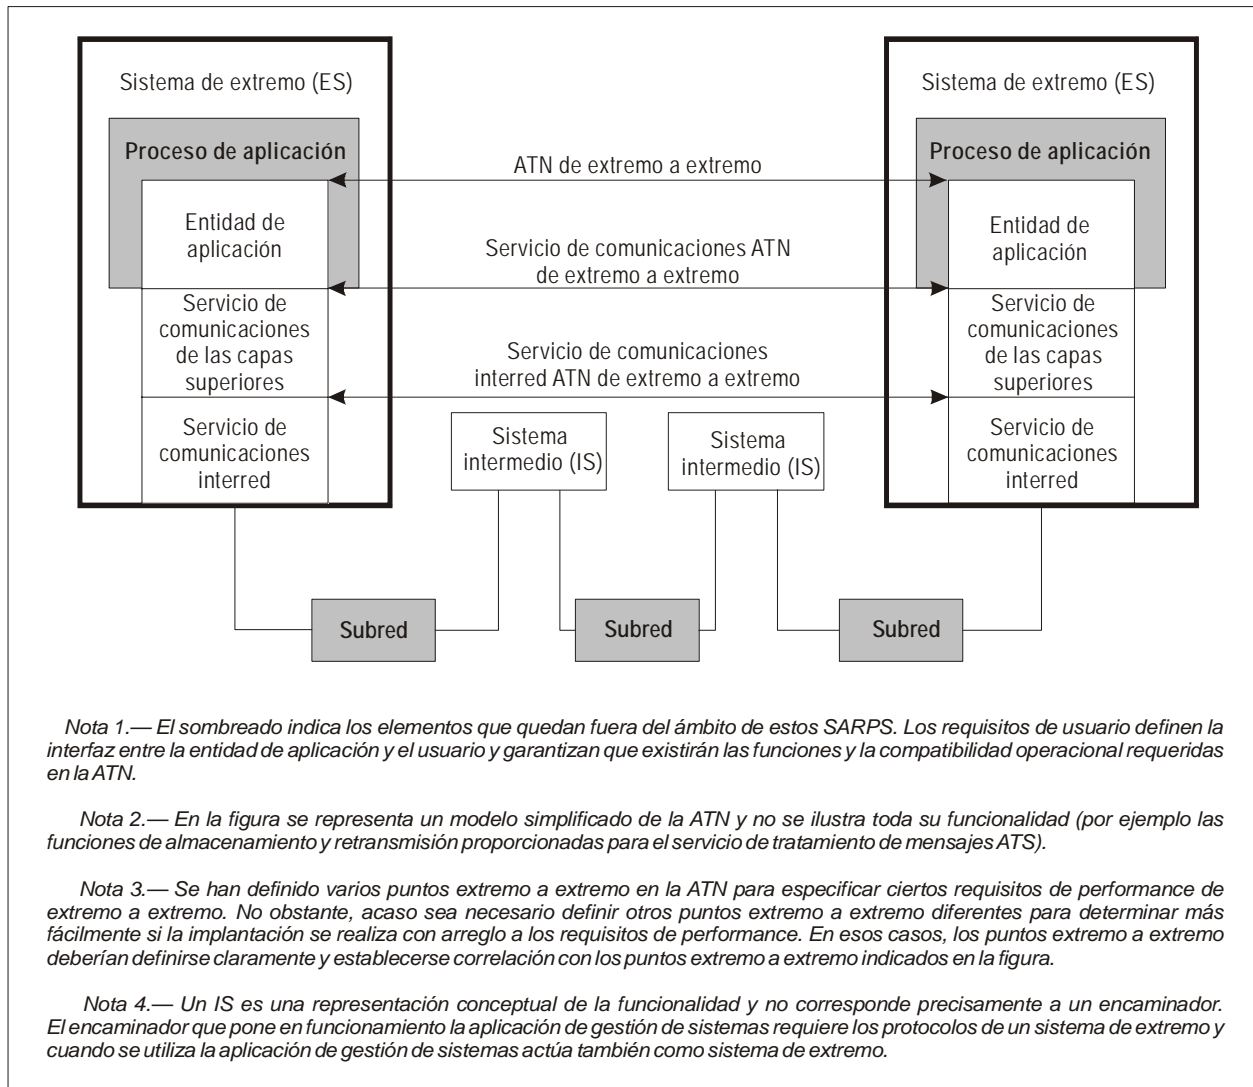 Sistema de extremo (ES)
Proceso de aplicación
Entidad de
aplicación
Servicio de
comunicaciones
de las capas
superiores
Servicio de
comunicaciones
interred
ATN de extremo a extremo
Servicio de comunicaciones ATN
de extremo a extremo
Servicio de comunicaciones
interred ATN de extremo a extremo
Sistema
intermedio (IS)
Sistema
intermedio (IS)
Sistema de extremo (ES)
Proceso de aplicación
Entidad de
aplicación
Servicio de
comunicaciones
de las capas
superiores
Servicio de
comunicaciones
interred
Subred
Subred
Subred
Nota 1.— El sombreado indica los elementos que quedan fuera del ámbito de estos SARPS. Los requisitos de usuario definen la
interfaz entre la entidad de aplicación y el usuario y garantizan que existirán las funciones y la compatibilidad operacional requeridas
en la ATN.
Nota 2.— En la figura se representa un modelo simplificado de la ATN y no se ilustra toda su funcionalidad (por ejemplo las
funciones de almacenamiento y retransmisión proporcionadas para el servicio de tratamiento de mensajes ATS).
Nota 3.— Se han definido varios puntos extremo a extremo en la ATN para especificar ciertos requisitos de performance de
extremo a extremo. No obstante, acaso sea necesario definir otros puntos extremo a extremo diferentes para determinar más
fácilmente si la implantación se realiza con arreglo a los requisitos de performance. En esos casos, los puntos extremo a extremo
deberían definirse claramente y establecerse correlación con los puntos extremo a extremo indicados en la figura.
Nota 4.— Un IS es una representación conceptual de la funcionalidad y no corresponde precisamente a un encaminador.
El encaminador que pone en funcionamiento la aplicación de gestión de sistemas requiere los protocolos de un sistema de extremo y
cuando se utiliza la aplicación de gestión de sistemas actúa también como sistema de extremo.